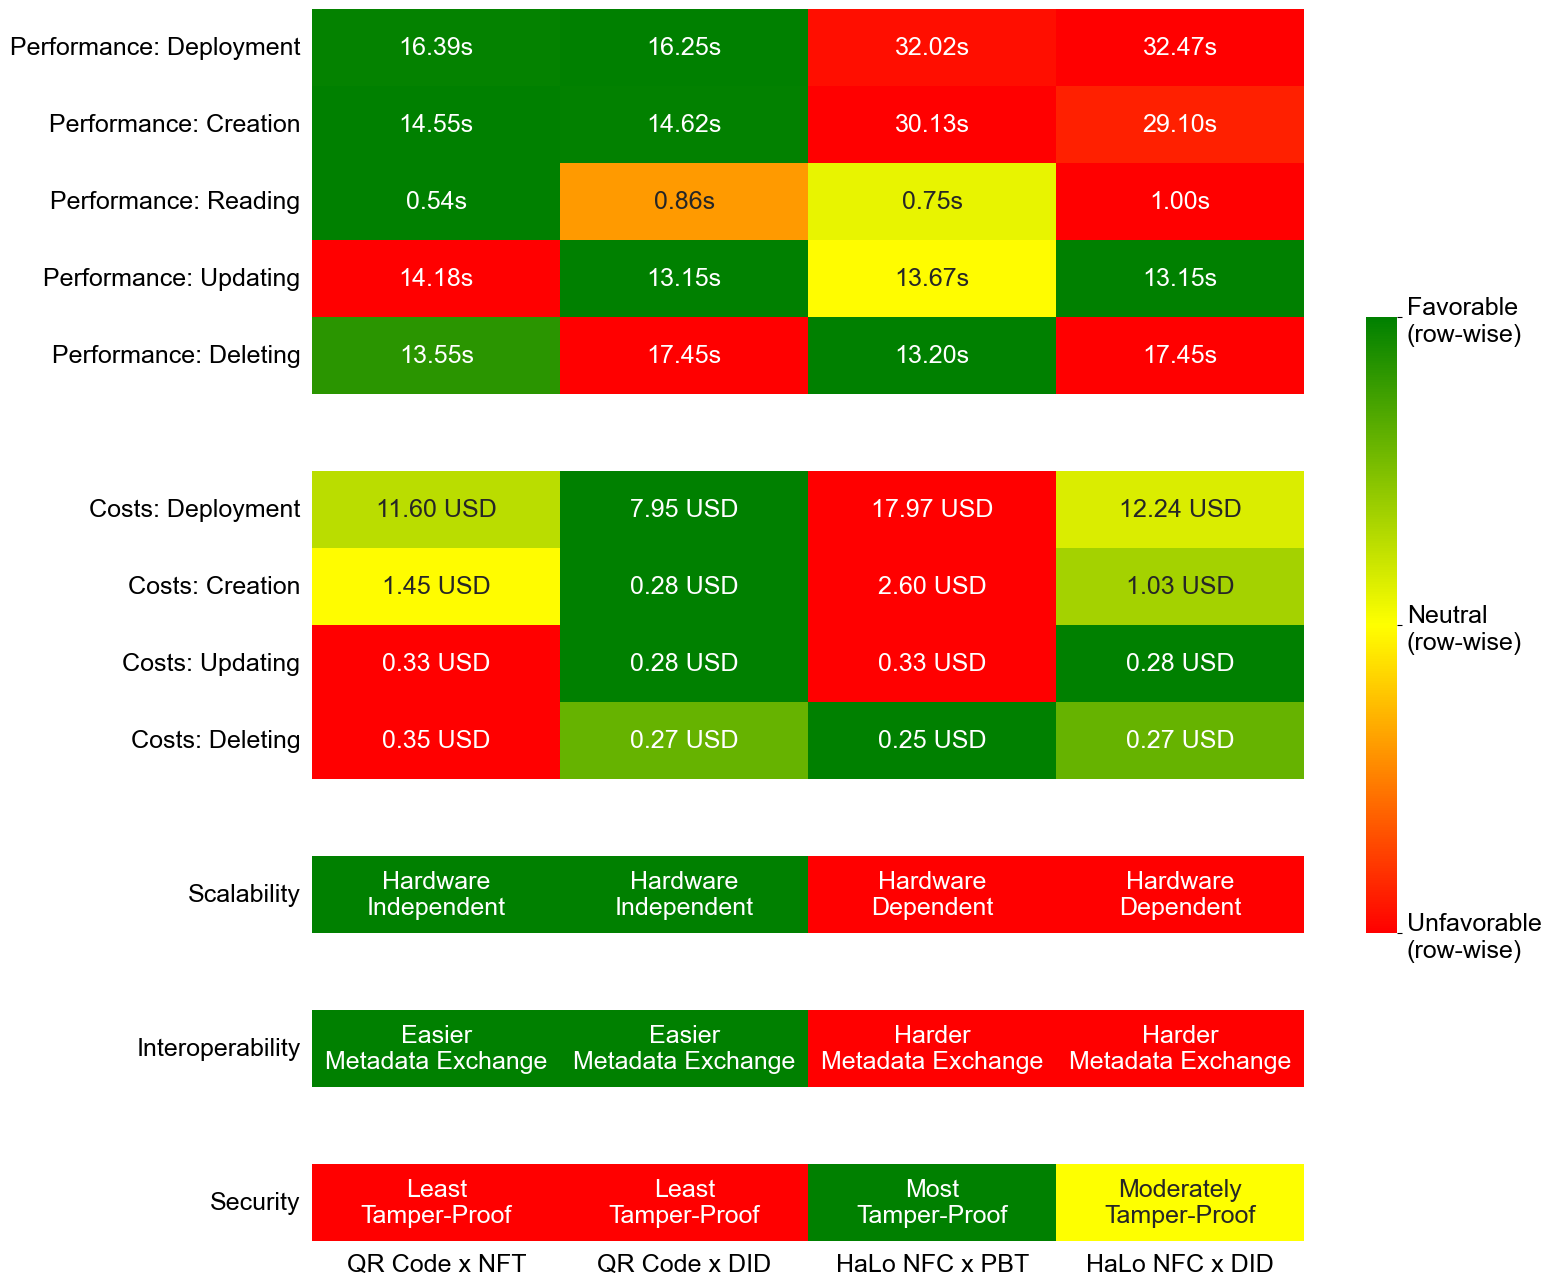 Performance: Deployment 16.39s 16.25s 32.02s 32.47s
Performance: Creation 14.55s 14.62s 30.13s 29.10s
Performance: Reading 0.54s 0.86s 0.75s 1.00s
Performance: Updating 14.18s 13.15s 13.67s 13.15s
Performance: Deleting 13.55s 17.45s 13.20s 17.45s
Costs: Deployment 11.60 USD 7.95 USD 17.97 USD 12.24 USD
Costs: Creation 1.45 USD 0.28 USD 2.60 USD 1.03 USD
Costs: Updating 0.33 USD 0.28 USD 0.33 USD 0.28 USD
Costs: Deleting 0.35 USD 0.27 USD 0.25 USD 0.27 USD
Scalability
Hardware
Independent
Hardware
Independent
Hardware
Dependent
Hardware
Dependent
Interoperability
Easier
Metadata Exchange
Easier
Metadata Exchange
Harder
Metadata Exchange
Harder
Metadata Exchange
Security
Least
Tamper-Proof
Least
Tamper-Proof
Most
Tamper-Proof
Moderately
Tamper-Proof
QR Code x NFT QR Code x DID HaLo NFC x PBT HaLo NFC x DID
Favorable
(row-wise)
Neutral
(row-wise)
Unfavorable
(row-wise)